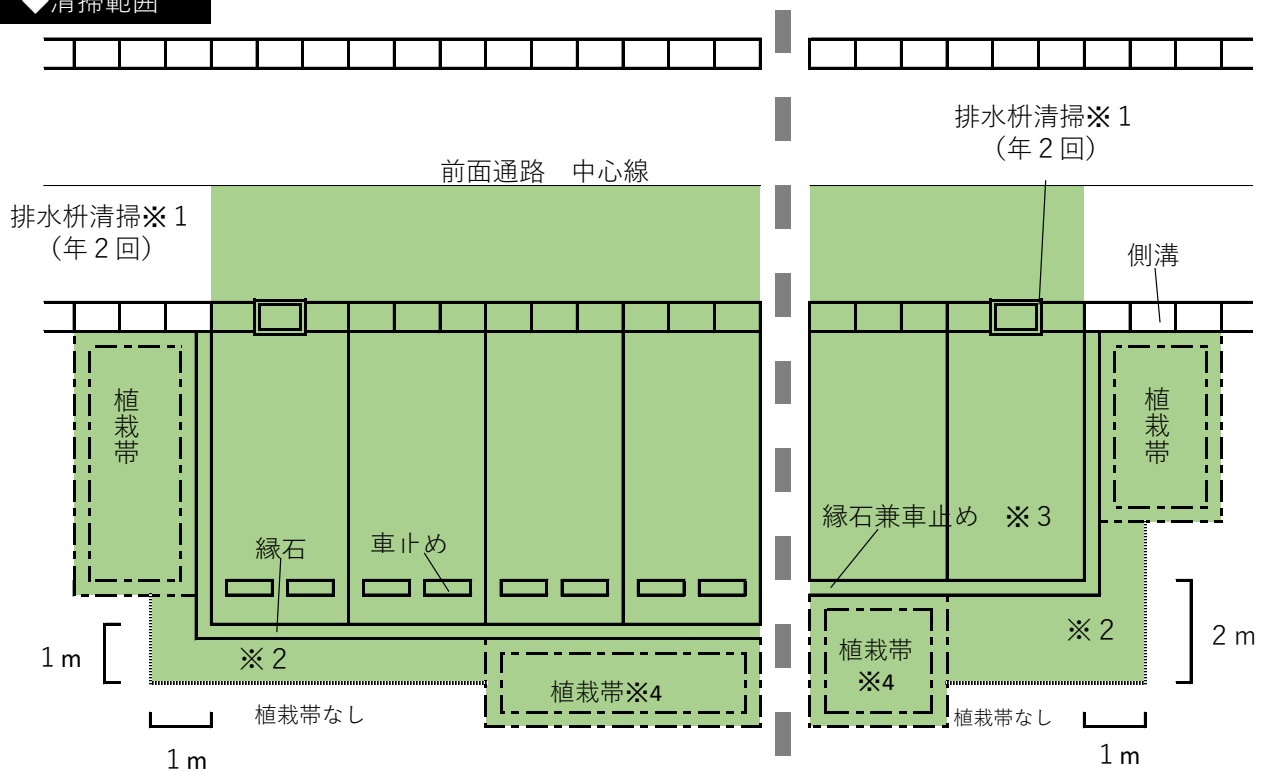 ◆清掃範囲
排水枡清掃※１
（年２回）
前面通路　中心線
排水枡清掃※１
（年２回）
側溝
植栽帯
植栽帯
縁石兼車止め　※３
縁石
車止め
※２
２ｍ
１ｍ
※２
植栽帯
※4
植栽帯※4
植栽帯なし
植栽帯なし
１ｍ
１ｍ